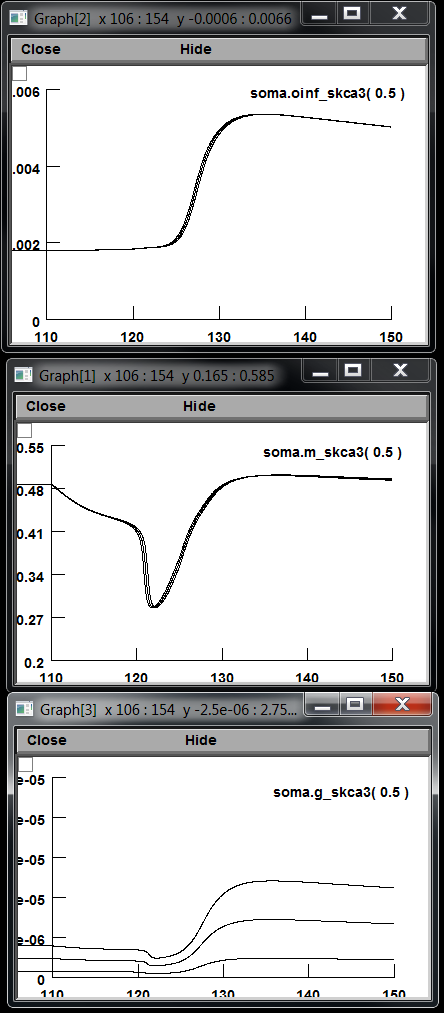 Graph[2] x 106 : 154 y -0.0006 : 0.0066
Close Hide
.006
soma.oinf_skca3( 0.5 )
.004
.002
0
110 120 130 140 150
Graph[1] x 106 : 154 y 0.165 : 0.585
Close Hide
0.55
soma.m_skca3( 0.5 )
0.48
0.41
0.34
0.27
0.2
110 120 130 140 150
Graph[3] x 106 : 154 y -2.5e-06 : 2.75...
Close Hide
e-05
soma.g_skca3( 0.5 )
e-05
e-05
e-05
e-06
0
110 120 130 140 150